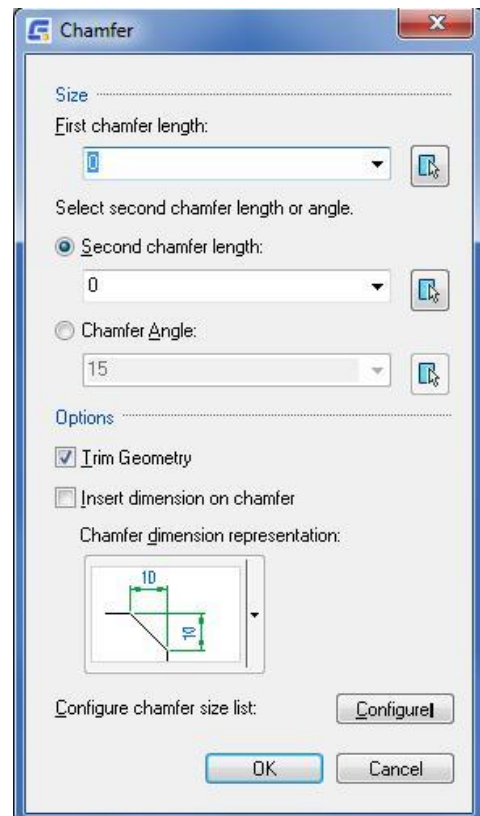 Chamfer
Size
First chamfer length:
0
Select second chamfer length or angle.
Second chamfer length:
0
Chamfer Angle:
15
Options
Trim Geometry
Insert dimension on chamfer
Chamfer dimension representation:
10
10
Configure chamfer size list:
Configure
OK
Cancel